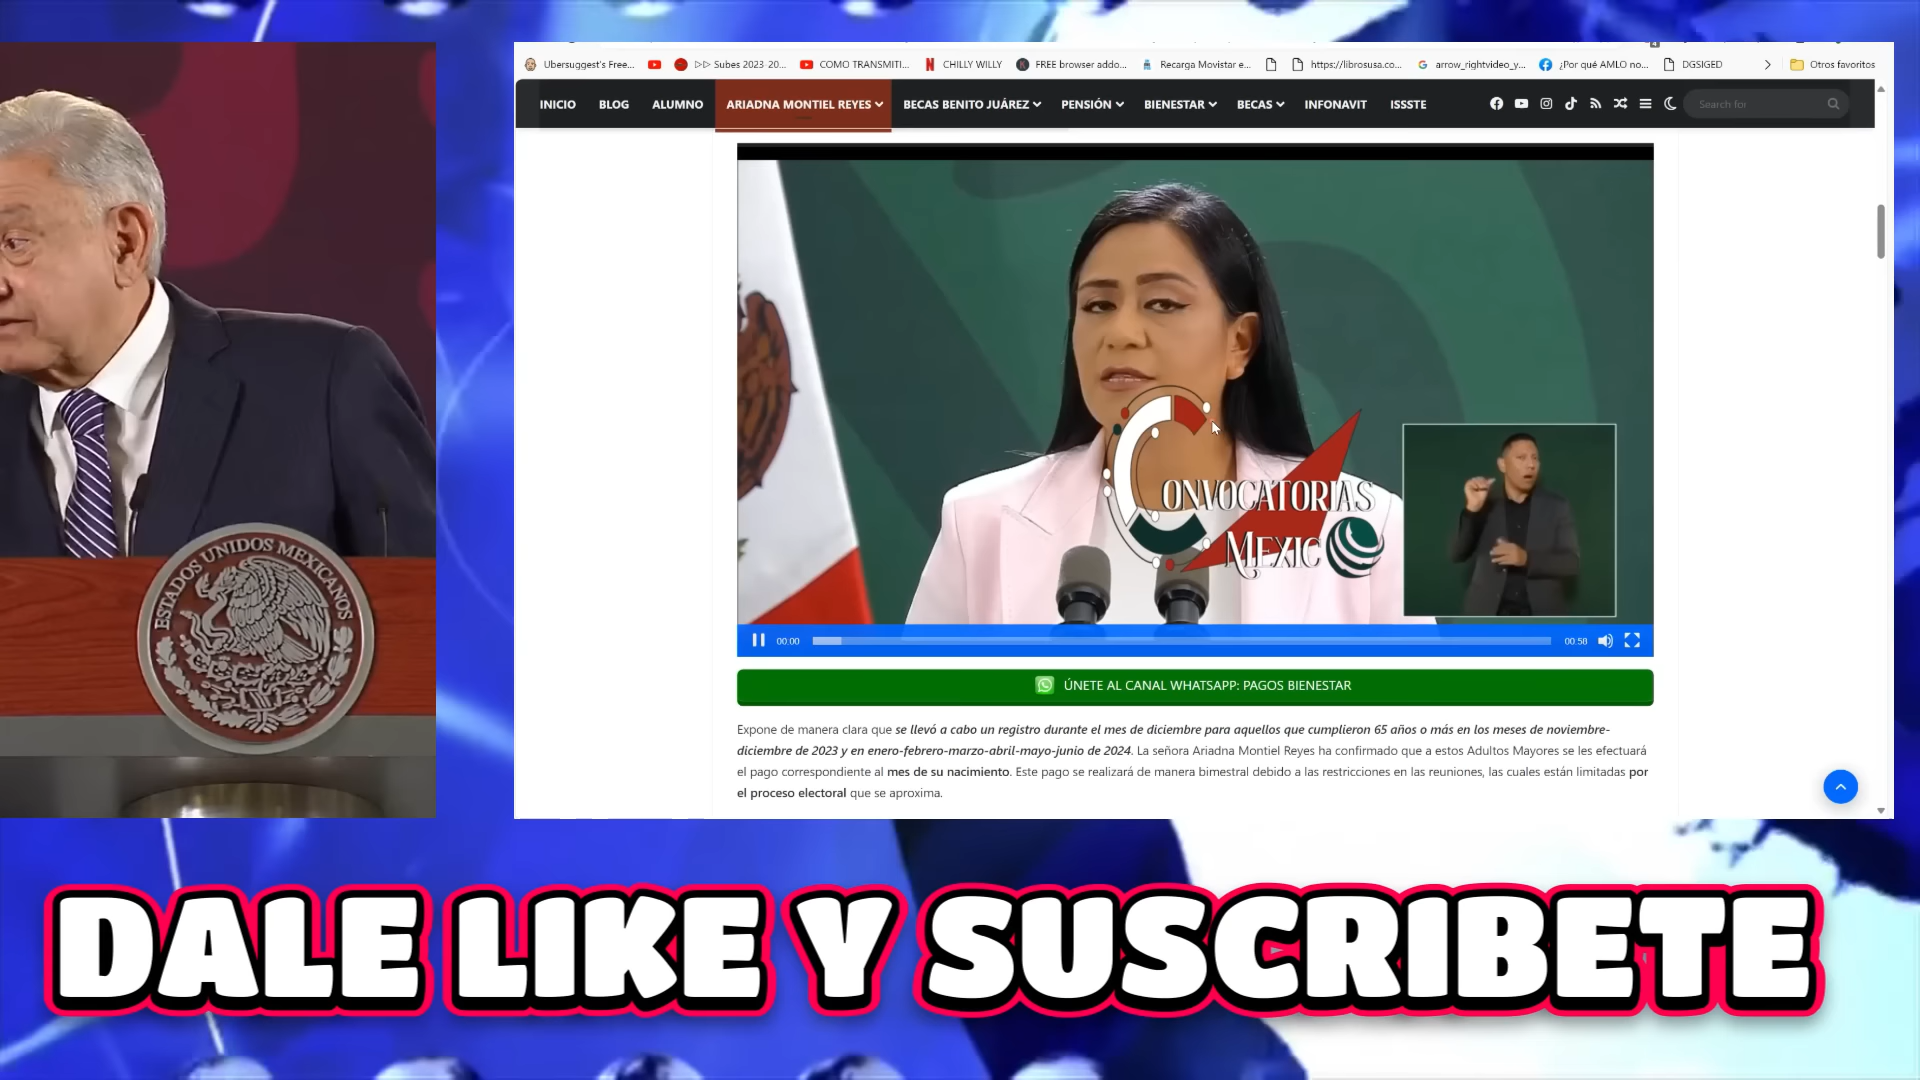 Ubersuggest's Free...
▷▷ Subes 2023-20...
COMO TRANSMITI...
CHILLY WILLY
FREE browser addo...
Recarga Movistar e...
https://librosusa.co...
arrow_rightvideo_y...
¿Por qué AMLO no...
DGSIGED
Otros favoritos
INICIO
BLOG
ALUMNO
ARIADNA MONTIEL REYES
BECAS BENITO JUÁREZ
PENSIÓN
BIENESTAR
BECAS
INFONAVIT
ISSSTE
Search for
ESTADOS UNIDOS MEXICANOS
CONVOCATORIAS
MEXICO
00:00
00:58
ÚNETE AL CANAL WHATSAPP: PAGOS BIENESTAR
Expone de manera clara que se llevó a cabo un registro durante el mes de diciembre para aquellos que cumplieron 65 años o más en los meses de noviembre-
diciembre de 2023 y en enero-febrero-marzo-abril-mayo-junio de 2024. La señora Ariadna Montiel Reyes ha confirmado que a estos Adultos Mayores se les efectuará
el pago correspondiente al mes de su nacimiento. Este pago se realizará de manera bimestral debido a las restricciones en las reuniones, las cuales están limitadas por
el proceso electoral que se aproxima.
DALE LIKE Y SUSCRIBETE